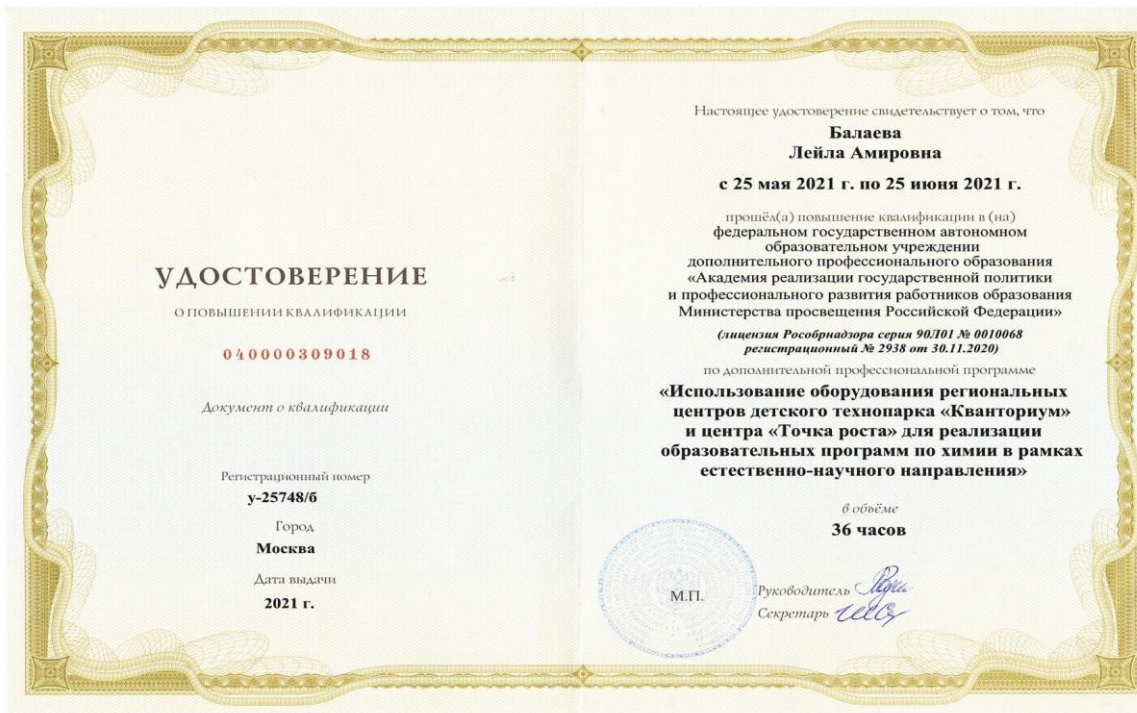 УДОСТОВЕРЕНИЕ
О ПОВЫШЕНИИ КВАЛИФИКАЦИИ
040000309018
Документ о квалификации
Регистрационный номер
у-25748/б
Город
Москва
Дата выдачи
2021 г.
Настоящее удостоверение свидетельствует о том, что
Балаева
Лейла Амировна
с 25 мая 2021 г. по 25 июня 2021 г.
прошёл(а) повышение квалификации в (на)
федеральном государственном автономном
образовательном учреждении
дополнительного профессионального образования
«Академия реализации государственной политики
и профессионального развития работников образования
Министерства просвещения Российской Федерации»
(лицензия Рособрнадзора серия 90Л01 № 0010068
регистрационный № 2938 от 30.11.2020)
по дополнительной профессиональной программе
«Использование оборудования региональных
центров детского технопарка «Кванториум»
и центра «Точка роста» для реализации
образовательных программ по химии в рамках
естественно-научного направления»
в объёме
36 часов
М.П.
Руководитель
Секретарь